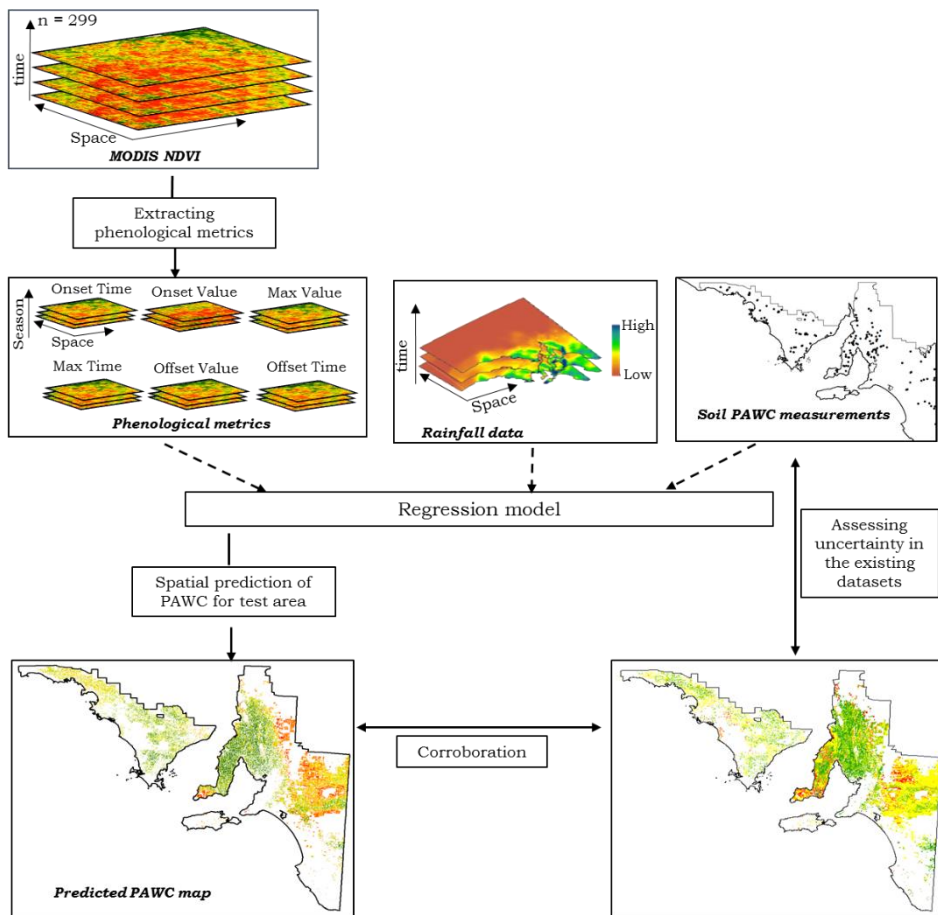 n = 299
time
Space
MODIS NDVI
Extracting
phenological metrics
Onset Time
Onset Value
Max Value
Season
Space
Max Time
Offset Value
Offset Time
Phenological metrics
time
Space
High
Low
Rainfall data
Soil PAWC measurements
Regression model
Spatial prediction of
PAWC for test area
Assessing
uncertainty in
the existing
datasets
Corroboration
Predicted PAWC map